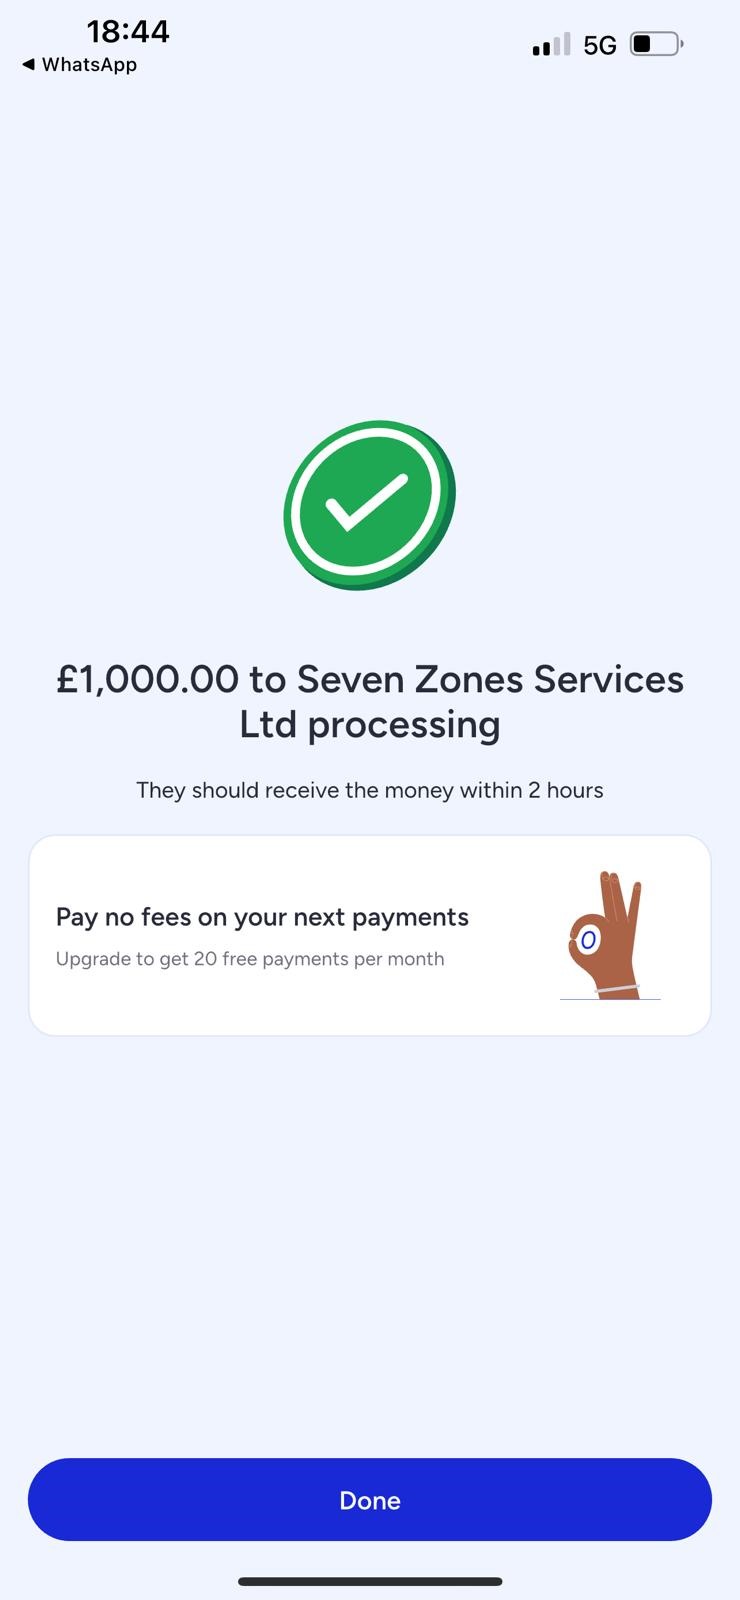 18:44
5G
◀ WhatsApp
£1,000.00 to Seven Zones Services
Ltd processing
They should receive the money within 2 hours
Pay no fees on your next payments
Upgrade to get 20 free payments per month
0
Done